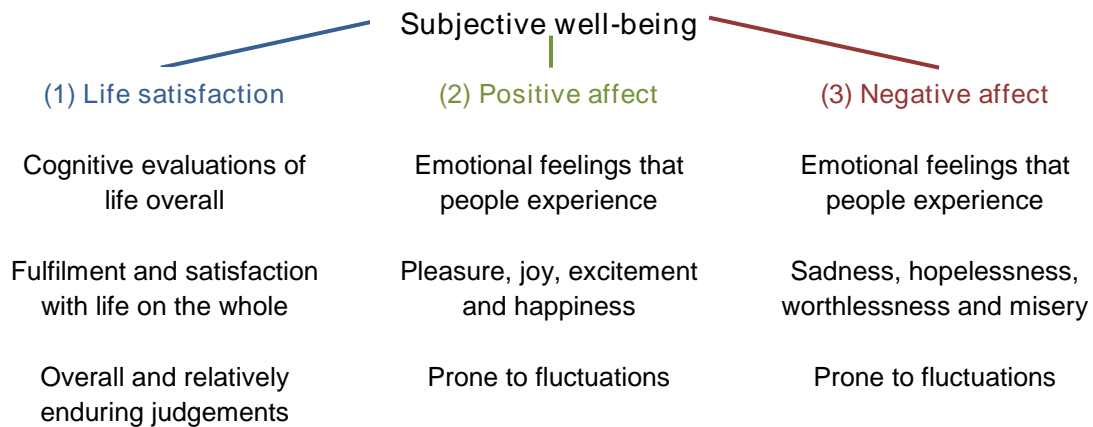 Subjective well-being
(1) Life satisfaction
Cognitive evaluations of
life overall
Fulfilment and satisfaction
with life on the whole
Overall and relatively
enduring judgements
(2) Positive affect
Emotional feelings that
people experience
Pleasure, joy, excitement
and happiness
Prone to fluctuations
(3) Negative affect
Emotional feelings that
people experience
Sadness, hopelessness,
worthlessness and misery
Prone to fluctuations